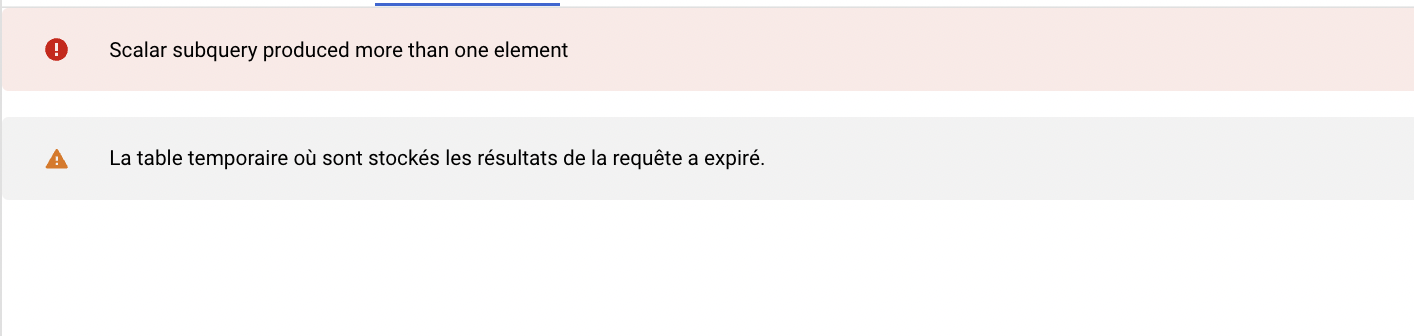 Scalar subquery produced more than one element
La table temporaire où sont stockés les résultats de la requête a expiré.